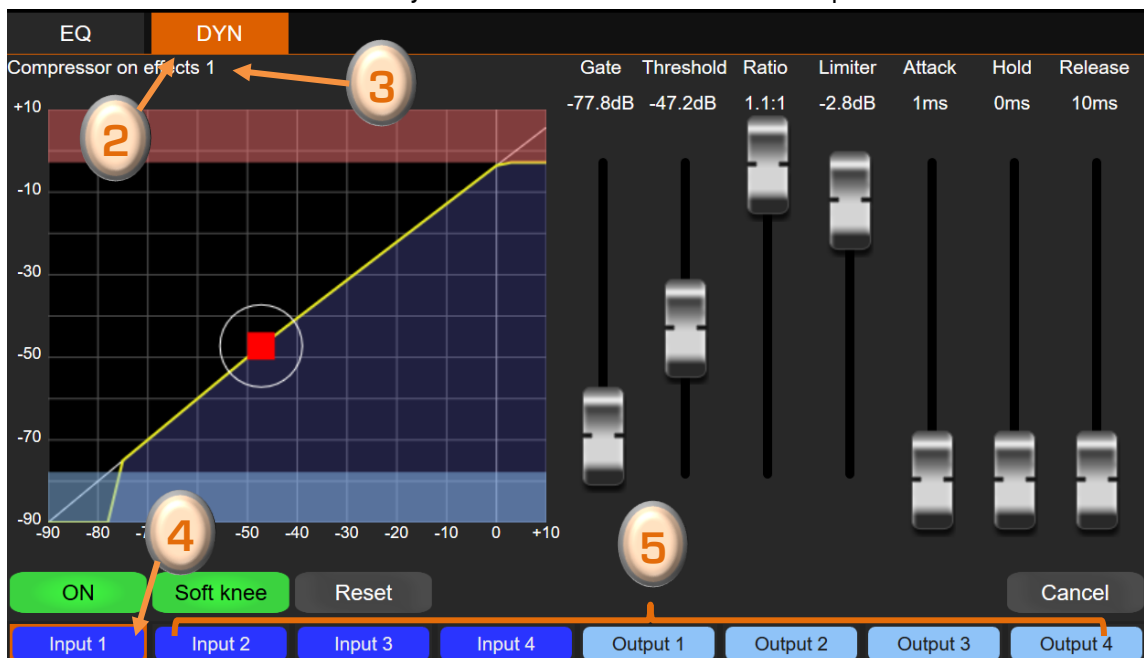 EQ DYN
Compressor on effects 1
Gate Threshold Ratio Limiter Attack Hold Release
-77.8dB -47.2dB 1.1:1 -2.8dB 1ms 0ms 10ms
3
+10
2
-10
-30
-50
-70
-90
-90 -80 -50 -40 -30 -20 -10 0 +10
4
5
ON Soft knee Reset Cancel
Input 1 Input 2 Input 3 Input 4 Output 1 Output 2 Output 3 Output 4